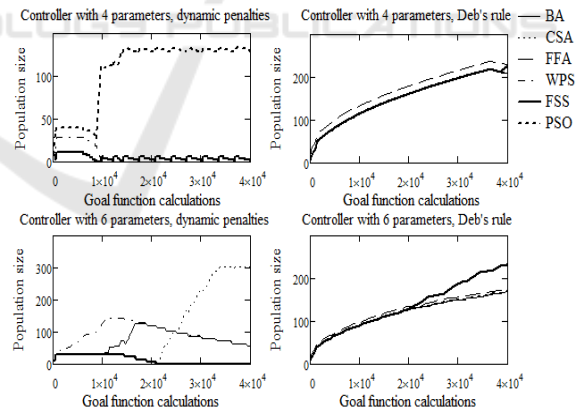 LOGS PUBLICATIONS
Controller with 4 parameters, dynamic penalties
Population size
150
100
50
0
0 1×10⁴ 2×10⁴ 3×10⁴ 4×10⁴
Goal function calculations
Controller with 4 parameters, Deb's rule
Population size
200
100
0
0 1×10⁴ 2×10⁴ 3×10⁴ 4×10⁴
Goal function calculations
BA
CSA
FFA
WPS
FSS
PSO
Controller with 6 parameters, dynamic penalties
Population size
300
200
100
0
0 1×10⁴ 2×10⁴ 3×10⁴ 4×10⁴
Goal function calculations
Controller with 6 parameters, Deb's rule
Population size
200
100
0
0 1×10⁴ 2×10⁴ 3×10⁴ 4×10⁴
Goal function calculations